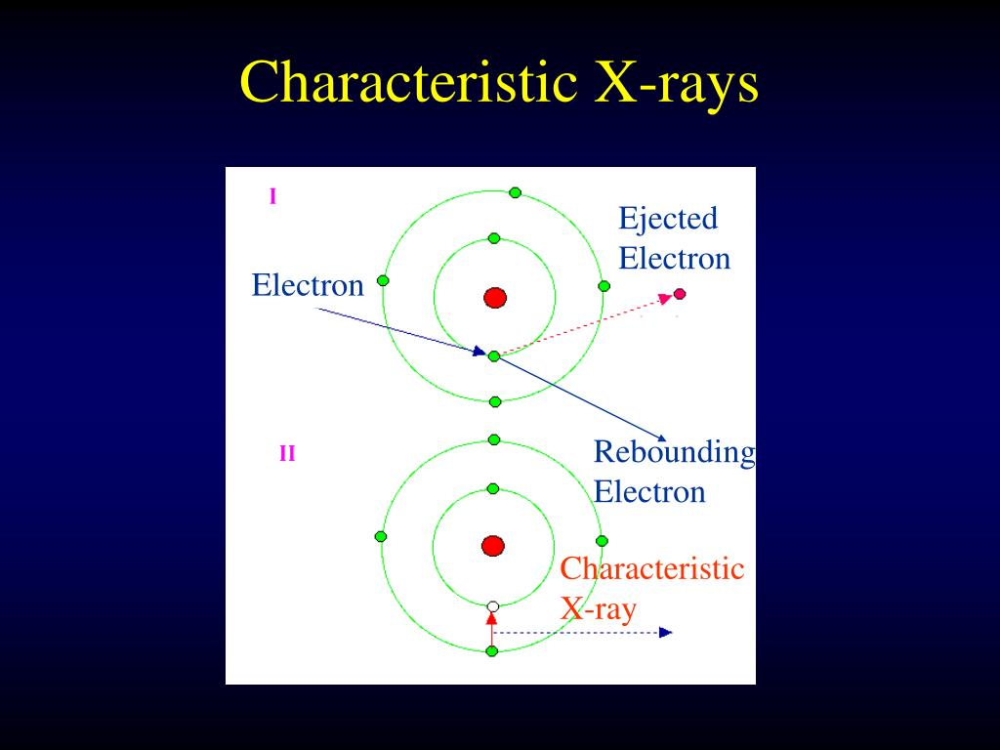 Characteristic X-rays
I
Ejected
Electron
Electron
II
Rebounding
Electron
Characteristic
X-ray